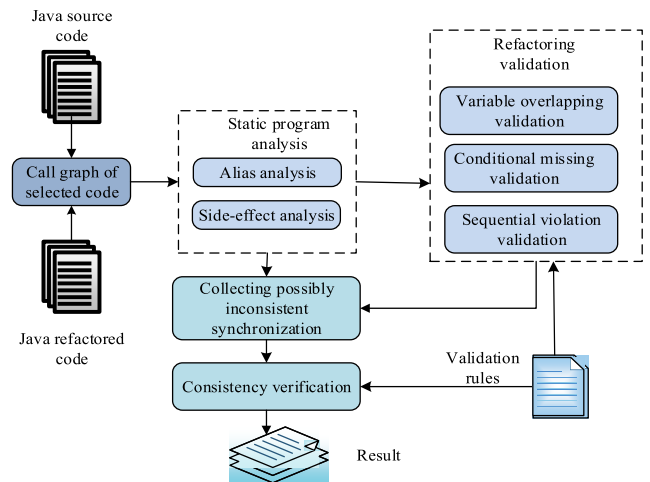 Java source
code
Refactoring
validation
Variable overlapping
validation
Static program
analysis
Call graph of
selected code
Alias analysis
Conditional missing
validation
Side-effect analysis
Sequential violation
validation
Collecting possibly
inconsistent
synchronization
Java refactored
code
Validation
rules
Consistency verification
Result